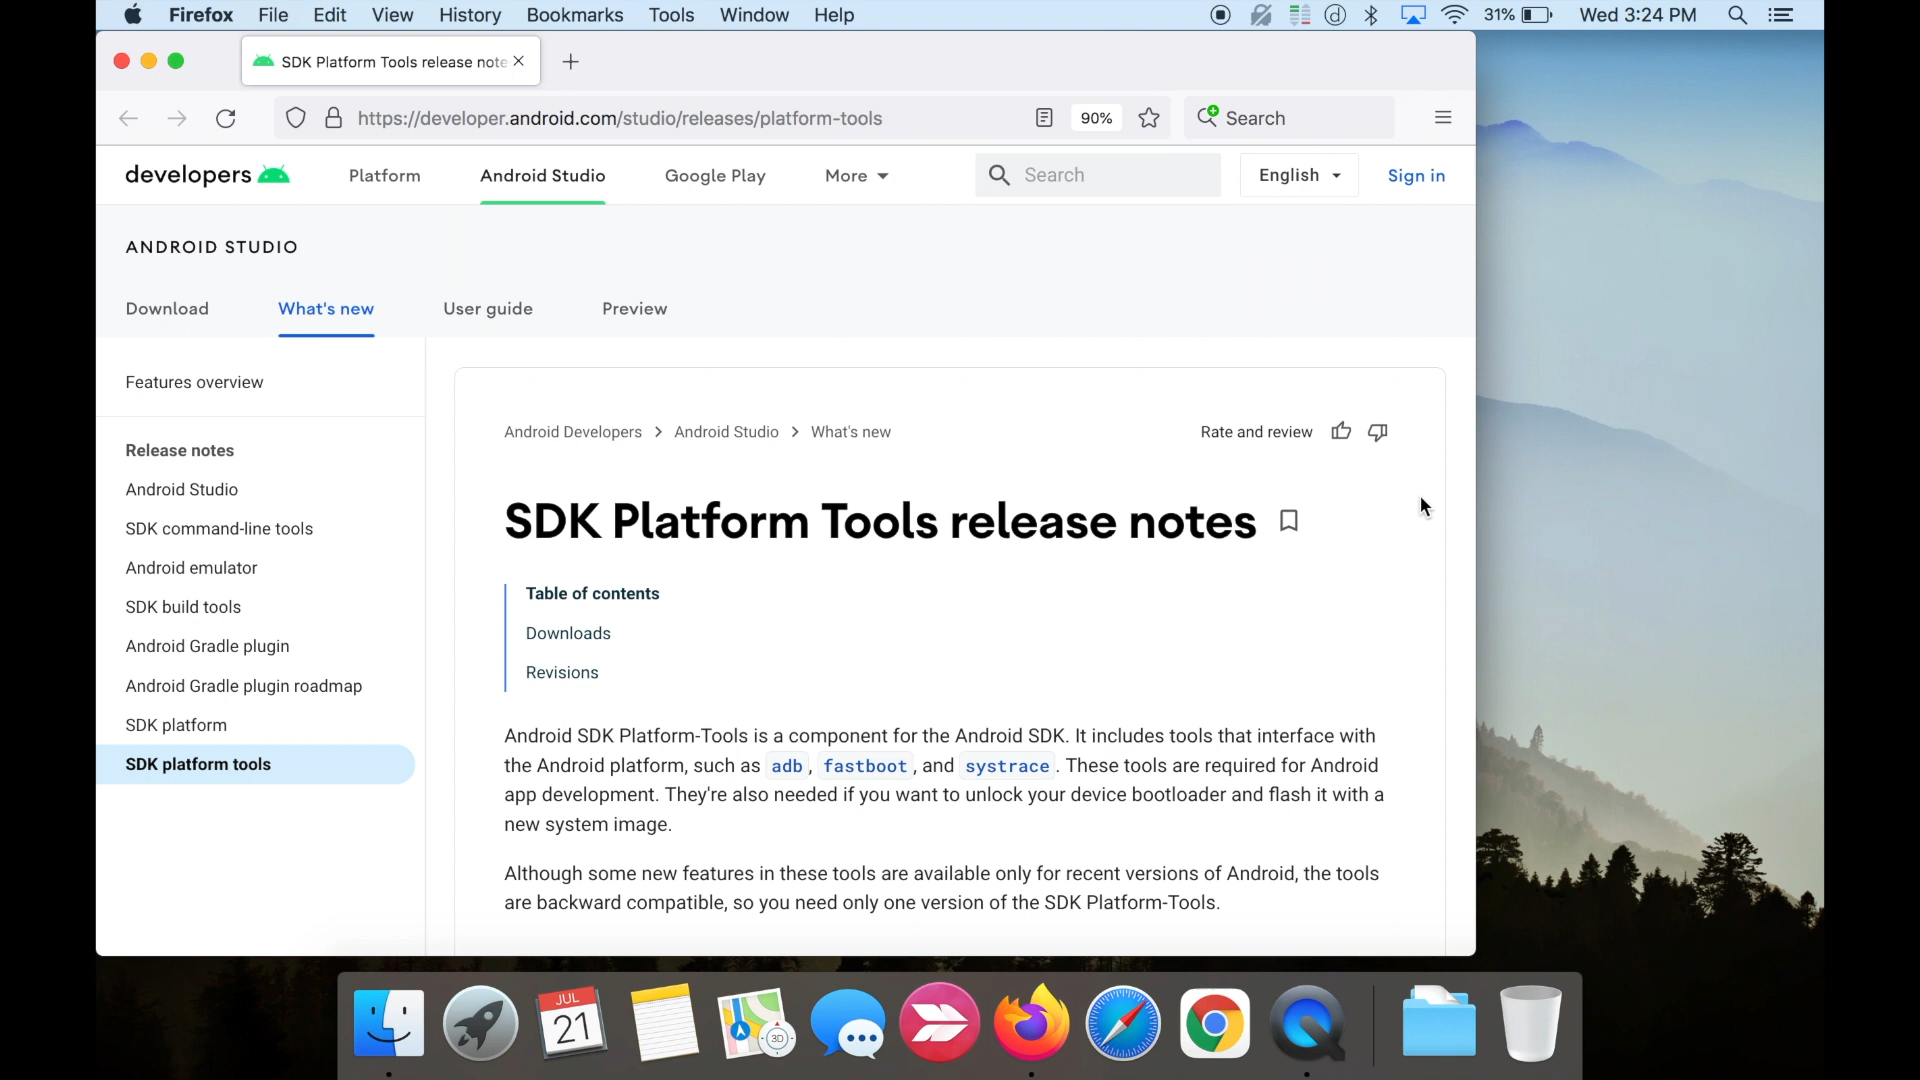 Firefox File Edit View History Bookmarks Tools Window Help 31% Wed 3:24 PM
SDK Platform Tools release note
https://developer.android.com/studio/releases/platform-tools 90% Search
developers Platform Android Studio Google Play More Search English Sign in
ANDROID STUDIO
Download What's new User guide Preview
Features overview
Release notes
Android Studio
SDK command-line tools
Android emulator
SDK build tools
Android Gradle plugin
Android Gradle plugin roadmap
SDK platform
SDK platform tools
Android Developers > Android Studio > What's new Rate and review
SDK Platform Tools release notes
Table of contents
Downloads
Revisions
Android SDK Platform-Tools is a component for the Android SDK. It includes tools that interface with
the Android platform, such as adb, fastboot, and systrace. These tools are required for Android
app development. They're also needed if you want to unlock your device bootloader and flash it with a
new system image.
Although some new features in these tools are available only for recent versions of Android, the tools
are backward compatible, so you need only one version of the SDK Platform-Tools.
JUL
21
3D